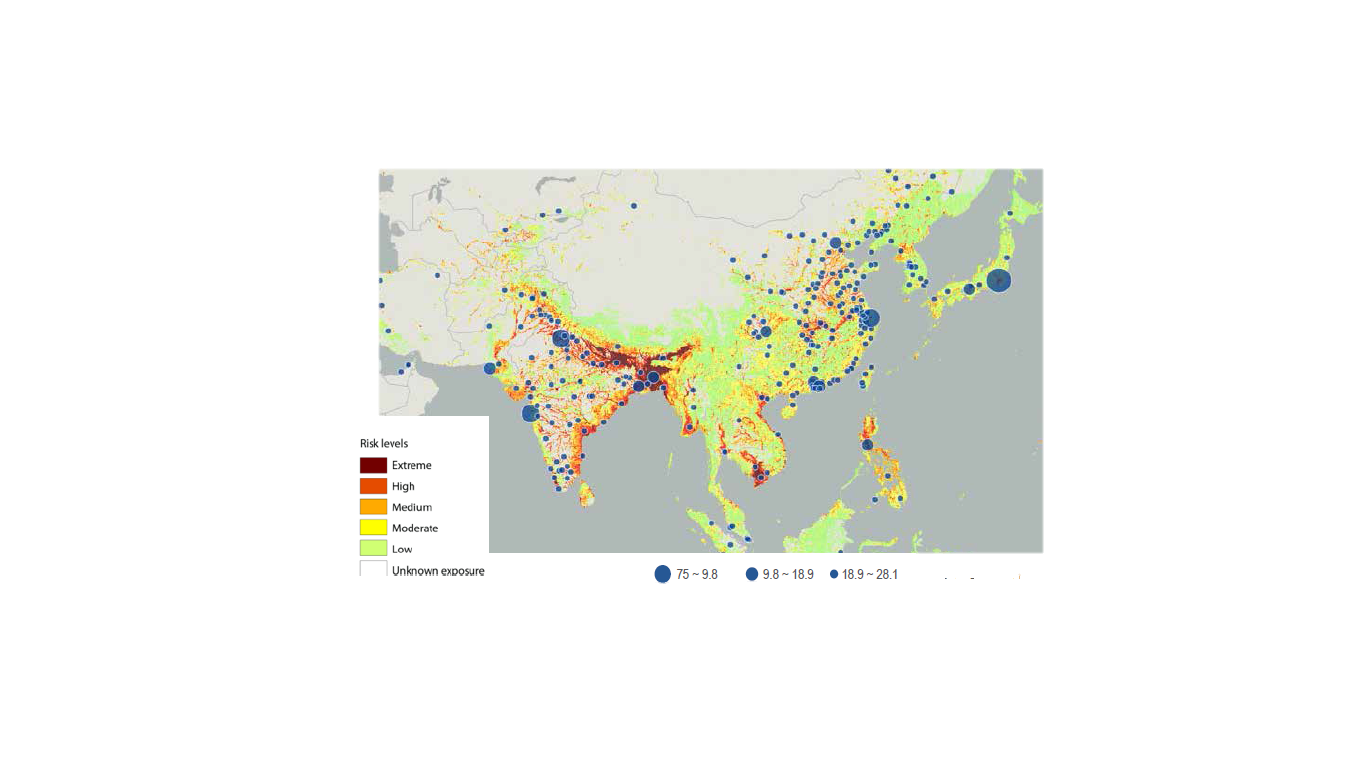 Risk levels
Extreme
High
Medium
Moderate
Low
Unknown exposure
75 ~ 9.8
9.8 ~ 18.9
18.9 ~ 28.1